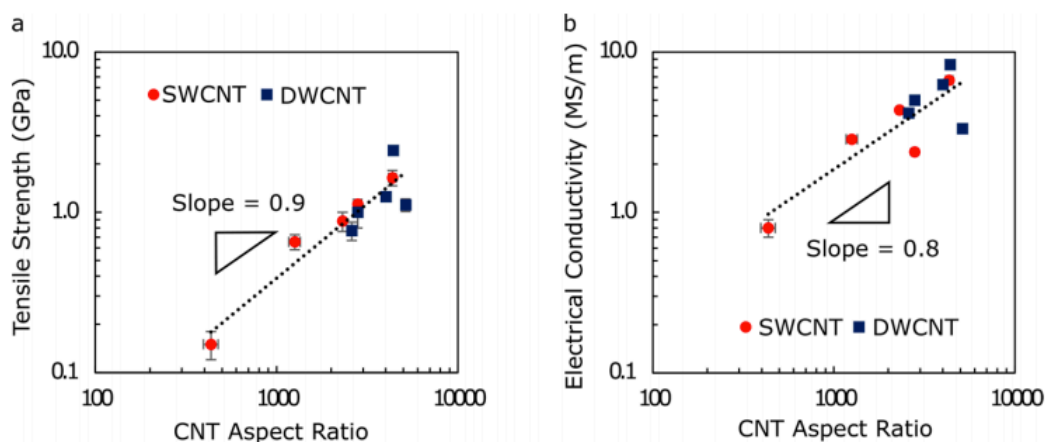 a
10.0
SWCNT DWCNT
Tensile Strength (GPa)
Slope = 0.9
1.0
0.1
100 1000 10000
CNT Aspect Ratio
b
10.0
Electrical Conductivity (MS/m)
1.0
Slope = 0.8
SWCNT DWCNT
0.1
100 1000 10000
CNT Aspect Ratio